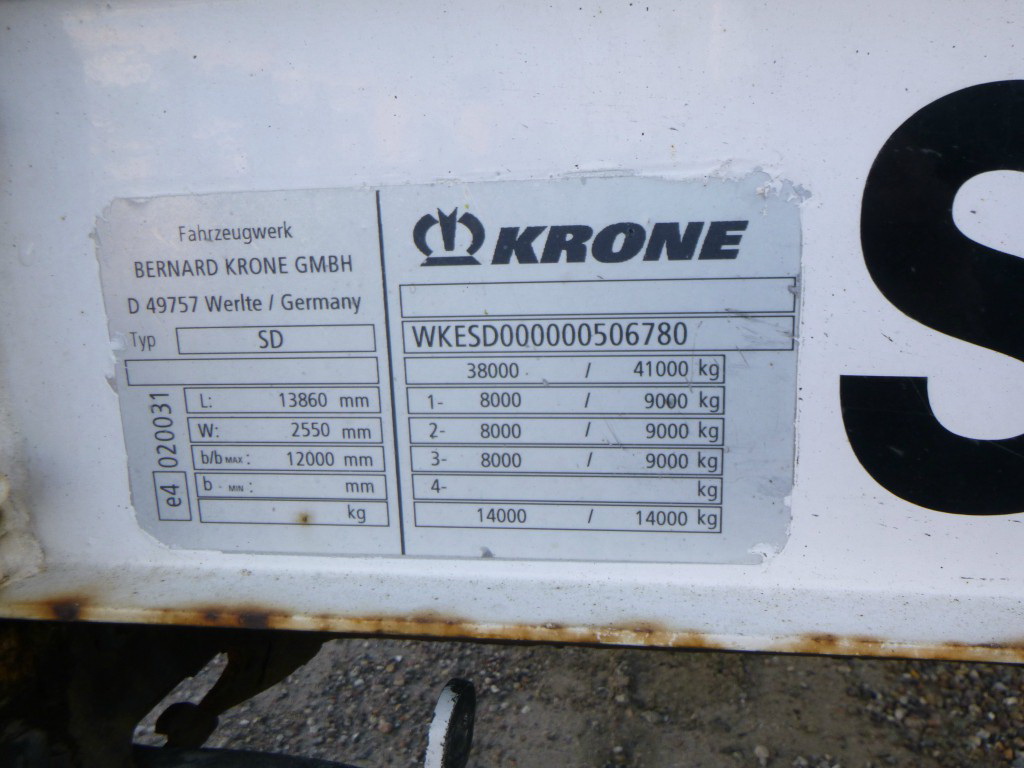 Fahrzeugwerk
BERNARD KRONE GMBH
D 49757 Werlte / Germany
Typ SD
L: 13860 mm
W: 2550 mm
b/b MAX : 12000 mm
b · MIN : mm
kg
e4 020031
KRONE
WKESD000000506780
38000 / 41000 kg
1- 8000 / 9000 kg
2- 8000 / 9000 kg
3- 8000 / 9000 kg
4- kg
14000 / 14000 kg
S